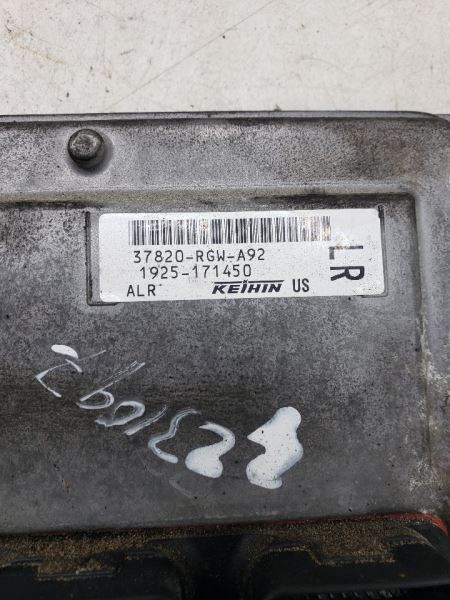 37820-RGW-A92
1925-171450
ALR KEIHIN US
LR